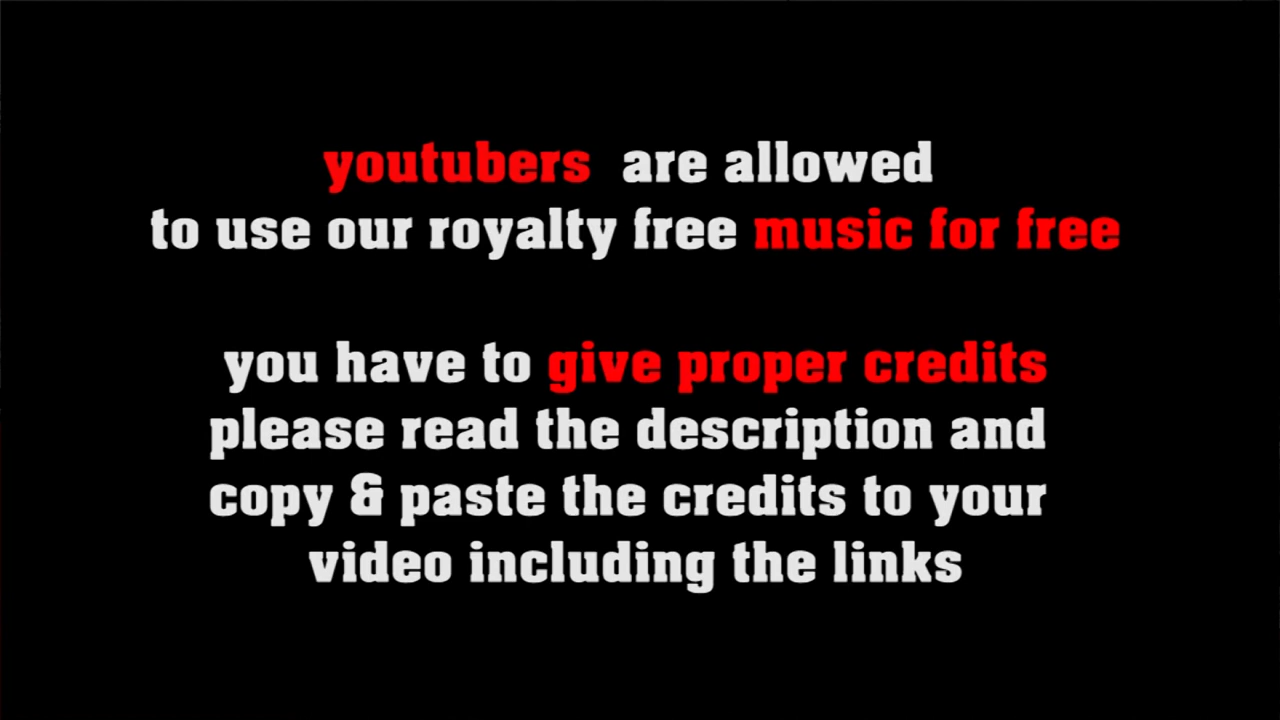 youtubers are allowed
to use our royalty free music for free
you have to give proper credits
please read the description and
copy & paste the credits to your
video including the links